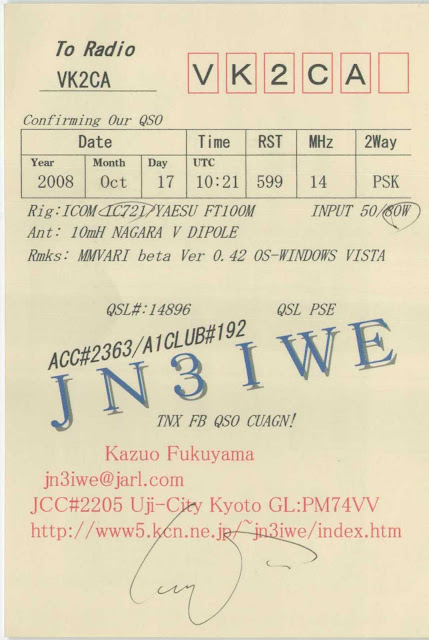 To Radio
VK2CA
VK2CA
Confirming Our QSO
Date Time RST MHz 2Way
Year Month Day UTC
2008 Oct 17 10:21 599 14 PSK
Rig:ICOM IC721/YAESU FT100M INPUT 50/80W
Ant: 10mH NAGARA V DIPOLE
Rmks: MMVARI beta Ver 0.42 OS-WINDOWS VISTA
QSL#:14896 QSL PSE
ACC#2363/A1CLUB#192
JN3IWE
TNX FB QSO CUAGN!
Kazuo Fukuyama
jn3iwe@jarl.com
JCC#2205 Uji-City Kyoto GL:PM74VV
http://www5.kcn.ne.jp/~jn3iwe/index.htm